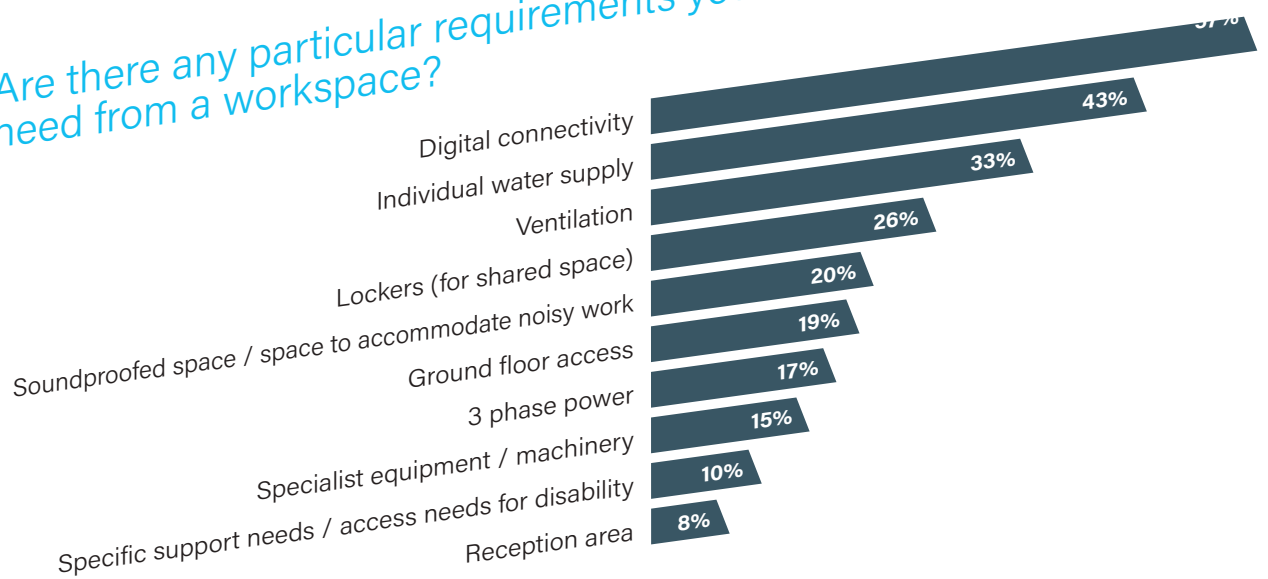 Are there any particular requirements
need from a workspace?
Digital connectivity
Individual water supply
43%
Ventilation
33%
Lockers (for shared space)
26%
Soundproofed space / space to accommodate noisy work
20%
Ground floor access
19%
3 phase power
17%
Specialist equipment / machinery
15%
Specific support needs / access needs for disability
10%
Reception area
8%